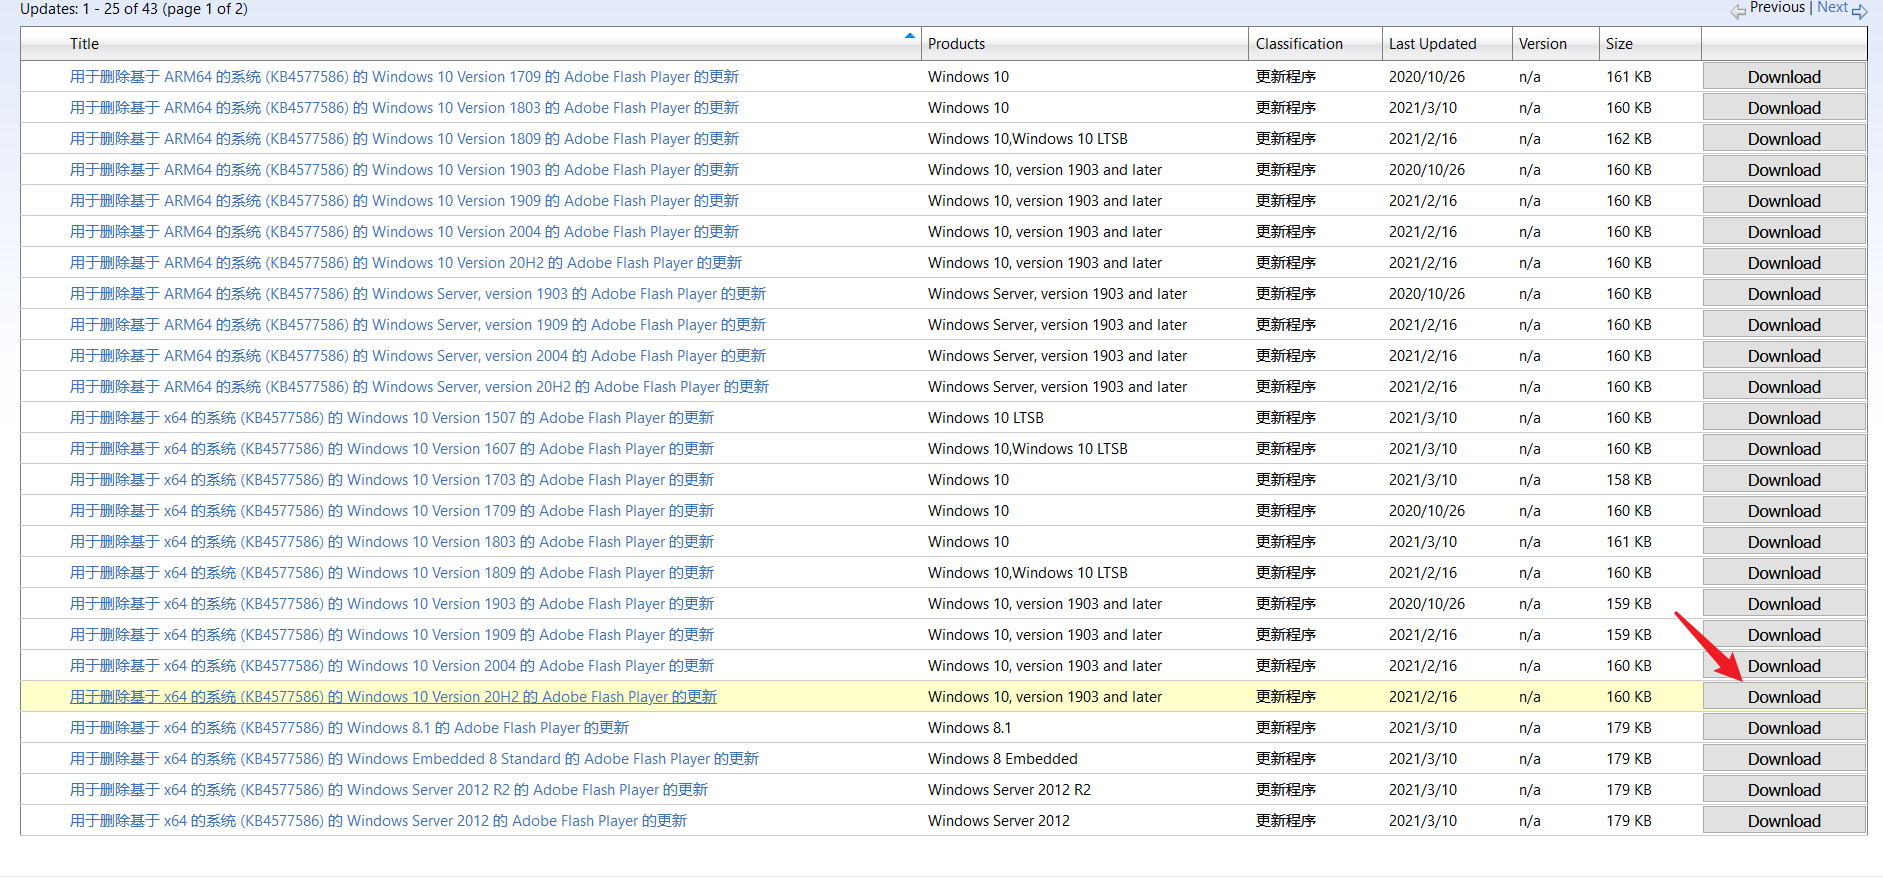 Updates: 1 - 25 of 43 (page 1 of 2) Previous | Next
Title Products Classification Last Updated Version Size
用于删除基于 ARM64 的系统 (KB4577586) 的 Windows 10 Version 1709 的 Adobe Flash Player 的更新 Windows 10 更新程序 2020/10/26 n/a 161 KB Download
用于删除基于 ARM64 的系统 (KB4577586) 的 Windows 10 Version 1803 的 Adobe Flash Player 的更新 Windows 10 更新程序 2021/3/10 n/a 160 KB Download
用于删除基于 ARM64 的系统 (KB4577586) 的 Windows 10 Version 1809 的 Adobe Flash Player 的更新 Windows 10,Windows 10 LTSB 更新程序 2021/2/16 n/a 162 KB Download
用于删除基于 ARM64 的系统 (KB4577586) 的 Windows 10 Version 1903 的 Adobe Flash Player 的更新 Windows 10, version 1903 and later 更新程序 2020/10/26 n/a 160 KB Download
用于删除基于 ARM64 的系统 (KB4577586) 的 Windows 10 Version 1909 的 Adobe Flash Player 的更新 Windows 10, version 1903 and later 更新程序 2021/2/16 n/a 160 KB Download
用于删除基于 ARM64 的系统 (KB4577586) 的 Windows 10 Version 2004 的 Adobe Flash Player 的更新 Windows 10, version 1903 and later 更新程序 2021/2/16 n/a 160 KB Download
用于删除基于 ARM64 的系统 (KB4577586) 的 Windows 10 Version 20H2 的 Adobe Flash Player 的更新 Windows 10, version 1903 and later 更新程序 2021/2/16 n/a 160 KB Download
用于删除基于 ARM64 的系统 (KB4577586) 的 Windows Server, version 1903 的 Adobe Flash Player 的更新 Windows Server, version 1903 and later 更新程序 2020/10/26 n/a 160 KB Download
用于删除基于 ARM64 的系统 (KB4577586) 的 Windows Server, version 1909 的 Adobe Flash Player 的更新 Windows Server, version 1903 and later 更新程序 2021/2/16 n/a 160 KB Download
用于删除基于 ARM64 的系统 (KB4577586) 的 Windows Server, version 2004 的 Adobe Flash Player 的更新 Windows Server, version 1903 and later 更新程序 2021/2/16 n/a 160 KB Download
用于删除基于 ARM64 的系统 (KB4577586) 的 Windows Server, version 20H2 的 Adobe Flash Player 的更新 Windows Server, version 1903 and later 更新程序 2021/2/16 n/a 160 KB Download
用于删除基于 x64 的系统 (KB4577586) 的 Windows 10 Version 1507 的 Adobe Flash Player 的更新 Windows 10 LTSB 更新程序 2021/3/10 n/a 160 KB Download
用于删除基于 x64 的系统 (KB4577586) 的 Windows 10 Version 1607 的 Adobe Flash Player 的更新 Windows 10,Windows 10 LTSB 更新程序 2021/3/10 n/a 160 KB Download
用于删除基于 x64 的系统 (KB4577586) 的 Windows 10 Version 1703 的 Adobe Flash Player 的更新 Windows 10 更新程序 2021/3/10 n/a 158 KB Download
用于删除基于 x64 的系统 (KB4577586) 的 Windows 10 Version 1709 的 Adobe Flash Player 的更新 Windows 10 更新程序 2020/10/26 n/a 160 KB Download
用于删除基于 x64 的系统 (KB4577586) 的 Windows 10 Version 1803 的 Adobe Flash Player 的更新 Windows 10 更新程序 2021/3/10 n/a 161 KB Download
用于删除基于 x64 的系统 (KB4577586) 的 Windows 10 Version 1809 的 Adobe Flash Player 的更新 Windows 10,Windows 10 LTSB 更新程序 2021/2/16 n/a 160 KB Download
用于删除基于 x64 的系统 (KB4577586) 的 Windows 10 Version 1903 的 Adobe Flash Player 的更新 Windows 10, version 1903 and later 更新程序 2020/10/26 n/a 159 KB Download
用于删除基于 x64 的系统 (KB4577586) 的 Windows 10 Version 1909 的 Adobe Flash Player 的更新 Windows 10, version 1903 and later 更新程序 2021/2/16 n/a 159 KB Download
用于删除基于 x64 的系统 (KB4577586) 的 Windows 10 Version 2004 的 Adobe Flash Player 的更新 Windows 10, version 1903 and later 更新程序 2021/2/16 n/a 160 KB Download
用于删除基于 x64 的系统 (KB4577586) 的 Windows 10 Version 20H2 的 Adobe Flash Player 的更新 Windows 10, version 1903 and later 更新程序 2021/2/16 n/a 160 KB Download
用于删除基于 x64 的系统 (KB4577586) 的 Windows 8.1 的 Adobe Flash Player 的更新 Windows 8.1 更新程序 2021/3/10 n/a 179 KB Download
用于删除基于 x64 的系统 (KB4577586) 的 Windows Embedded 8 Standard 的 Adobe Flash Player 的更新 Windows 8 Embedded 更新程序 2021/3/10 n/a 179 KB Download
用于删除基于 x64 的系统 (KB4577586) 的 Windows Server 2012 R2 的 Adobe Flash Player 的更新 Windows Server 2012 R2 更新程序 2021/3/10 n/a 179 KB Download
用于删除基于 x64 的系统 (KB4577586) 的 Windows Server 2012 的 Adobe Flash Player 的更新 Windows Server 2012 更新程序 2021/3/10 n/a 179 KB Download